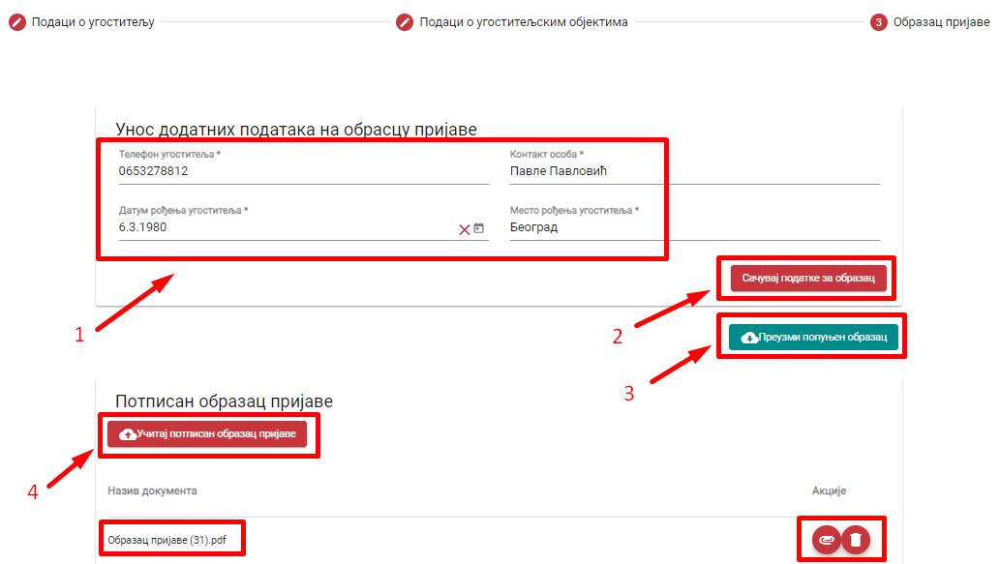 Подаци о угоститељу
Подаци о угоститељским објектима
3 Образац пријаве
Унос додатних података на обрасцу пријаве
Телефон угоститеља *
0653278812
Контакт особа *
Павле Павловић
Датум рођења угоститеља *
6.3.1980
Место рођења угоститеља *
Београд
Сачувај податке за образац
1
2
Преузми попуњен образац
3
Потписан образац пријаве
Учитај потписан образац пријаве
4
Назив документа
Акције
Образац пријаве (31).pdf